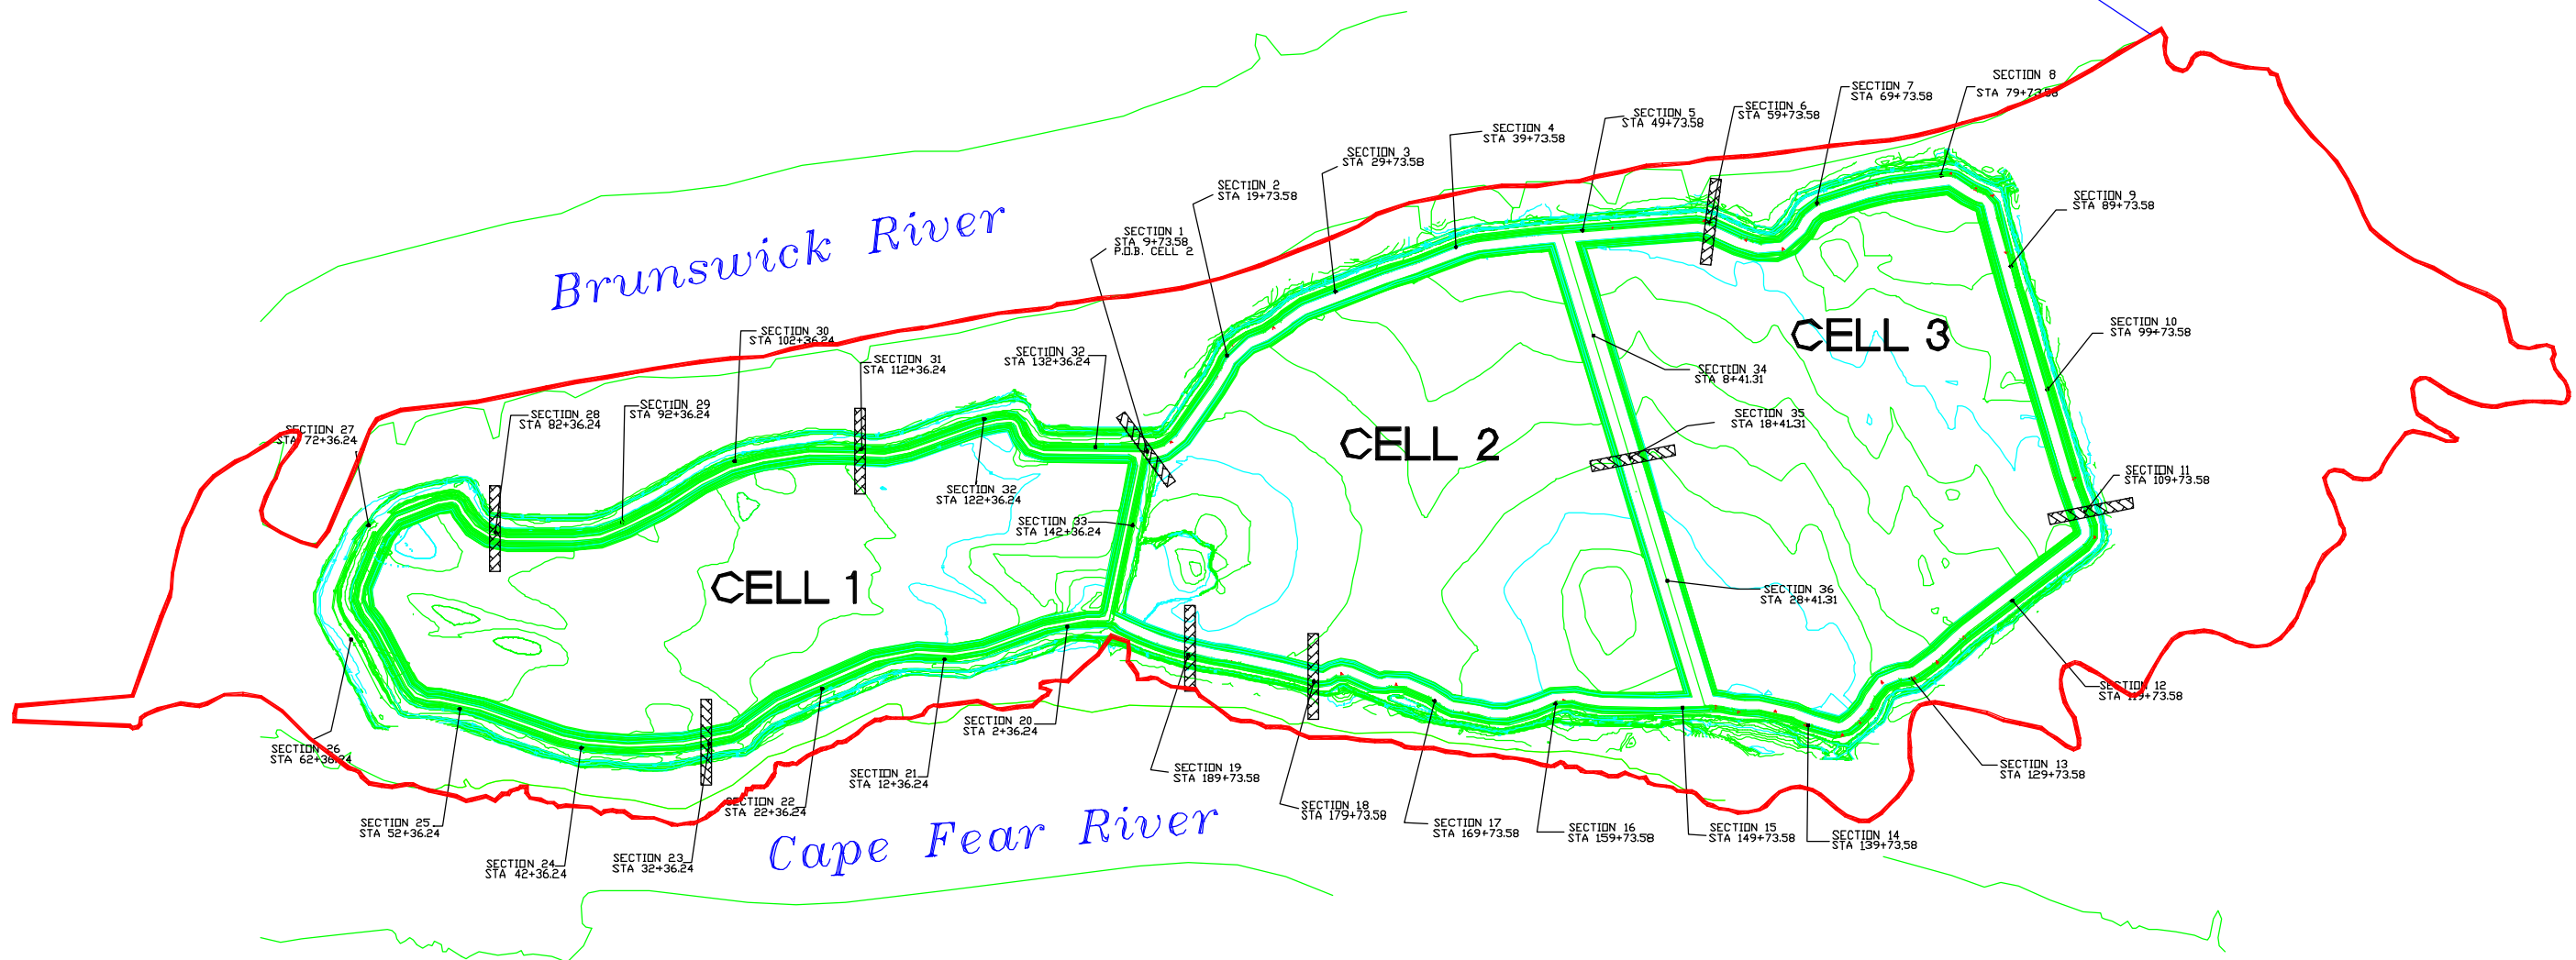 SECTION 8
STA 79+73.58
SECTION 7
STA 69+73.58
SECTION 6
STA 59+73.58
SECTION 5
STA 49+73.58
SECTION 4
STA 39+73.58
SECTION 3
STA 29+73.58
SECTION 2
STA 19+73.58
SECTION 1
STA 9+73.58
P.O.B. CELL 2
SECTION 9
STA 89+73.58
Brunswick River
SECTION 10
STA 99+73.58
CELL 3
SECTION 30
STA 102+36.24
SECTION 31
STA 112+36.24
SECTION 32
STA 132+36.24
SECTION 34
STA 8+41.31
SECTION 29
STA 92+36.24
SECTION 28
STA 82+36.24
SECTION 27
STA 72+36.24
SECTION 35
STA 18+41.31
CELL 2
SECTION 11
STA 109+73.58
SECTION 32
STA 122+36.24
SECTION 33
STA 142+36.24
CELL 1
SECTION 36
STA 28+41.31
SECTION 12
STA 119+73.58
SECTION 20
STA 2+36.24
SECTION 26
STA 62+36.24
SECTION 21
STA 12+36.24
SECTION 19
STA 189+73.58
SECTION 13
STA 129+73.58
SECTION 22
STA 22+36.24
SECTION 18
STA 179+73.58
SECTION 25
STA 52+36.24
SECTION 17
STA 169+73.58
SECTION 16
STA 159+73.58
SECTION 15
STA 149+73.58
SECTION 14
STA 139+73.58
Cape Fear River
SECTION 24
STA 42+36.24
SECTION 23
STA 32+36.24